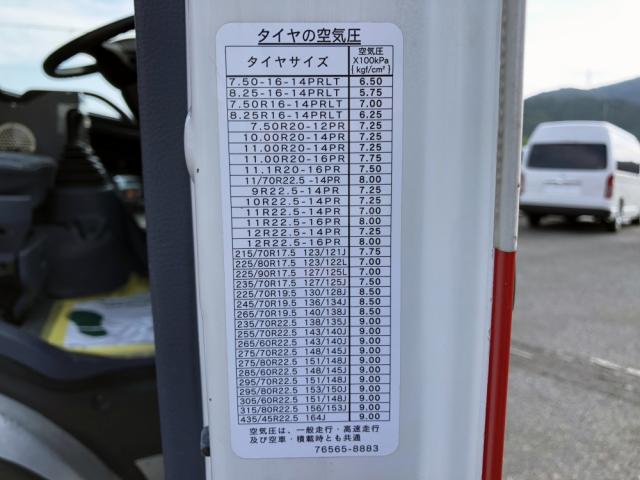 タイヤの空気圧
タイヤサイズ 空気圧 X100kPa {kgf/cm²}
7.50-16-14PRLT 6.50
8.25-16-14PRLT 5.75
7.50R16-14PRLT 7.00
8.25R16-14PRLT 6.25
7.50R20-12PR 7.25
10.00R20-14PR 7.25
11.00R20-14PR 7.25
11.00R20-16PR 7.75
11.1R20-16PR 7.50
11/70R22.5-14PR 8.00
9R22.5-14PR 7.25
10R22.5-14PR 7.25
11R22.5-14PR 7.00
11R22.5-16PR 8.00
12R22.5-14PR 7.25
12R22.5-16PR 8.00
215/70R17.5 123/121J 7.75
225/80R17.5 123/122L 7.00
225/90R17.5 127/125L 7.00
235/70R17.5 127/125J 7.50
225/70R19.5 130/128J 8.50
245/70R19.5 136/134J 8.50
265/70R19.5 140/138J 8.50
235/70R22.5 138/135J 9.00
255/70R22.5 143/140J 9.00
265/60R22.5 143/140J 9.00
275/70R22.5 148/145J 9.00
275/80R22.5 151/148J 9.00
285/60R22.5 148/145J 9.00
295/70R22.5 151/148J 9.00
295/80R22.5 153/150J 9.00
305/60R22.5 151/148J 9.00
315/80R22.5 156/153J 9.00
435/45R22.5 164J 9.00
空気圧は、一般走行・高速走行
及び空車・積載時とも共通
76565-8883